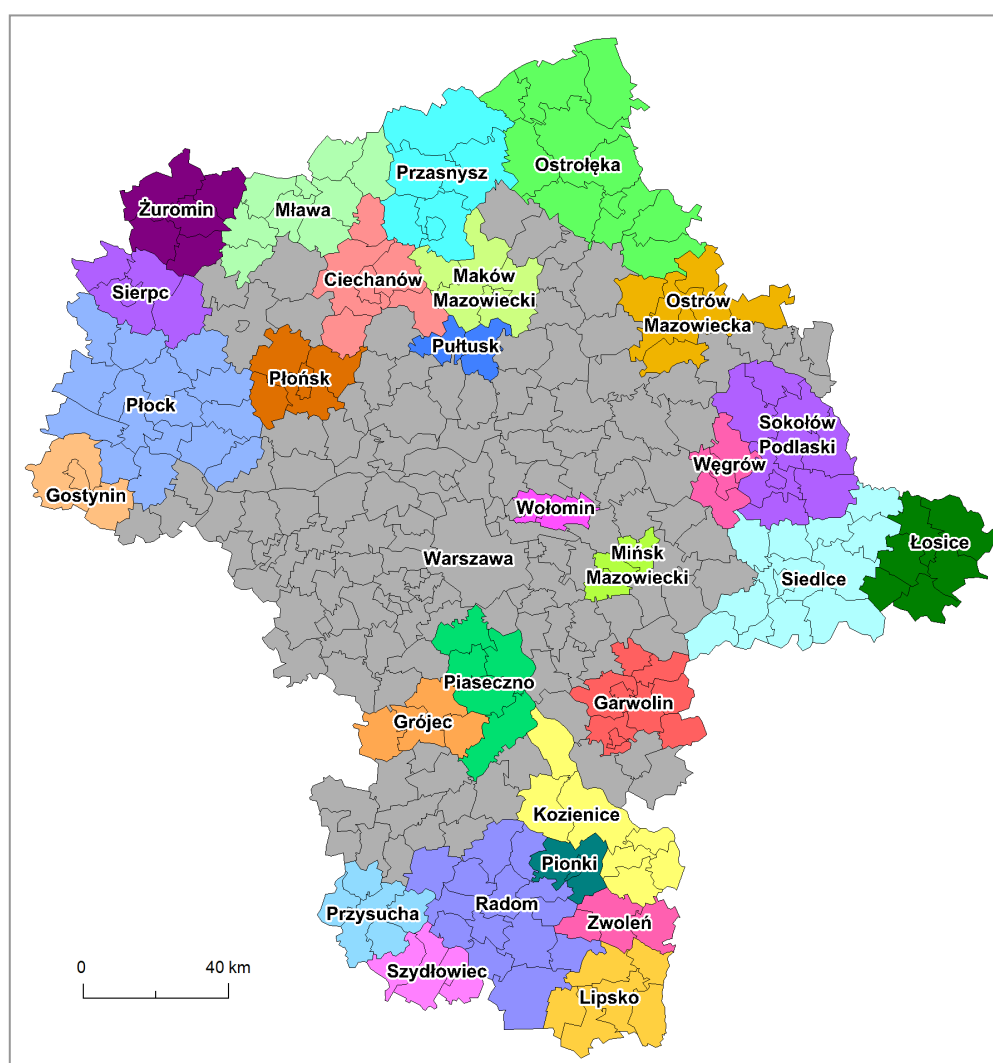 Ostrołęka
Przasnysz
Żuromin
Mława
Maków
Mazowiecki
Ciechanów
Sierpc
Ostrów
Mazowiecka
Pułtusk
Płońsk
Płock
Sokołów
Podlaski
Węgrów
Gostynin
Wołomin
Łosice
Warszawa
Mińsk
Mazowiecki
Siedlce
Piaseczno
Garwolin
Grójec
Kozienice
Pionki
Radom
Przysucha
Zwoleń
Szydłowiec
Lipsko
0 40 km